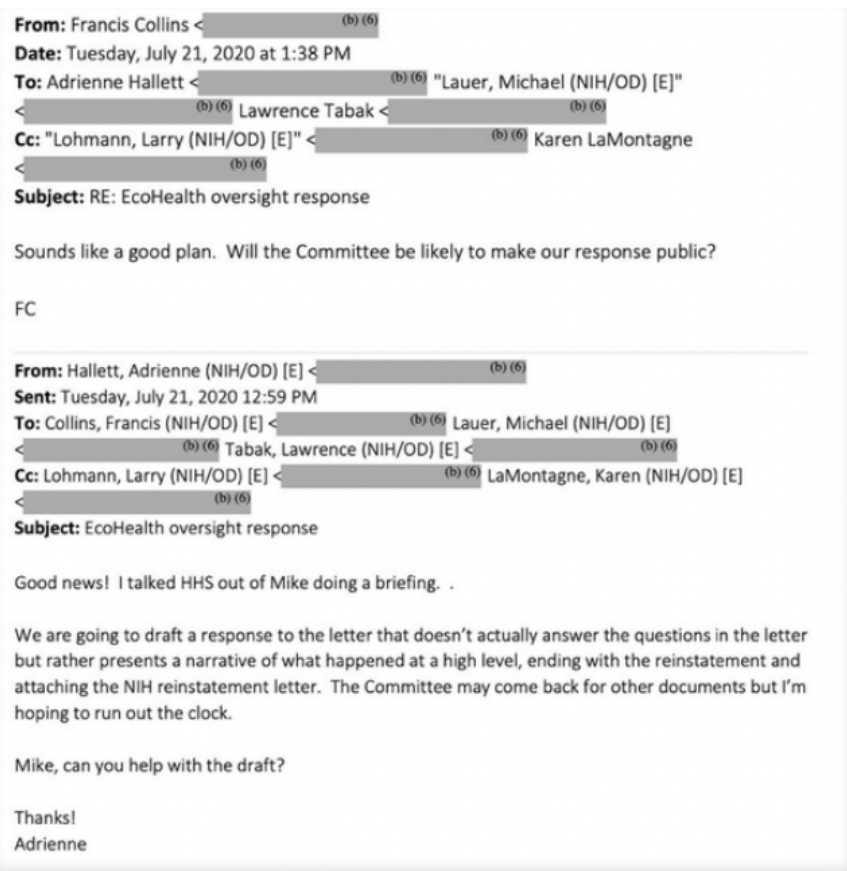 From: Francis Collins < (b) (6)
Date: Tuesday, July 21, 2020 at 1:38 PM
To: Adrienne Hallett < (b) (6) "Lauer, Michael (NIH/OD) [E]"
< (b) (6) Lawrence Tabak < (b) (6)
Cc: "Lohmann, Larry (NIH/OD) [E]" < (b) (6) Karen LaMontagne
< (b) (6)
Subject: RE: EcoHealth oversight response
Sounds like a good plan. Will the Committee be likely to make our response public?
FC
From: Hallett, Adrienne (NIH/OD) [E] < (b) (6)
Sent: Tuesday, July 21, 2020 12:59 PM
To: Collins, Francis (NIH/OD) [E] < (b) (6) Lauer, Michael (NIH/OD) [E]
< (b) (6) Tabak, Lawrence (NIH/OD) [E] < (b) (6)
Cc: Lohmann, Larry (NIH/OD) [E] < (b) (6) LaMontagne, Karen (NIH/OD) [E]
< (b) (6)
Subject: EcoHealth oversight response
Good news! I talked HHS out of Mike doing a briefing. .
We are going to draft a response to the letter that doesn't actually answer the questions in the letter
but rather presents a narrative of what happened at a high level, ending with the reinstatement and
attaching the NIH reinstatement letter. The Committee may come back for other documents but I'm
hoping to run out the clock.
Mike, can you help with the draft?
Thanks!
Adrienne